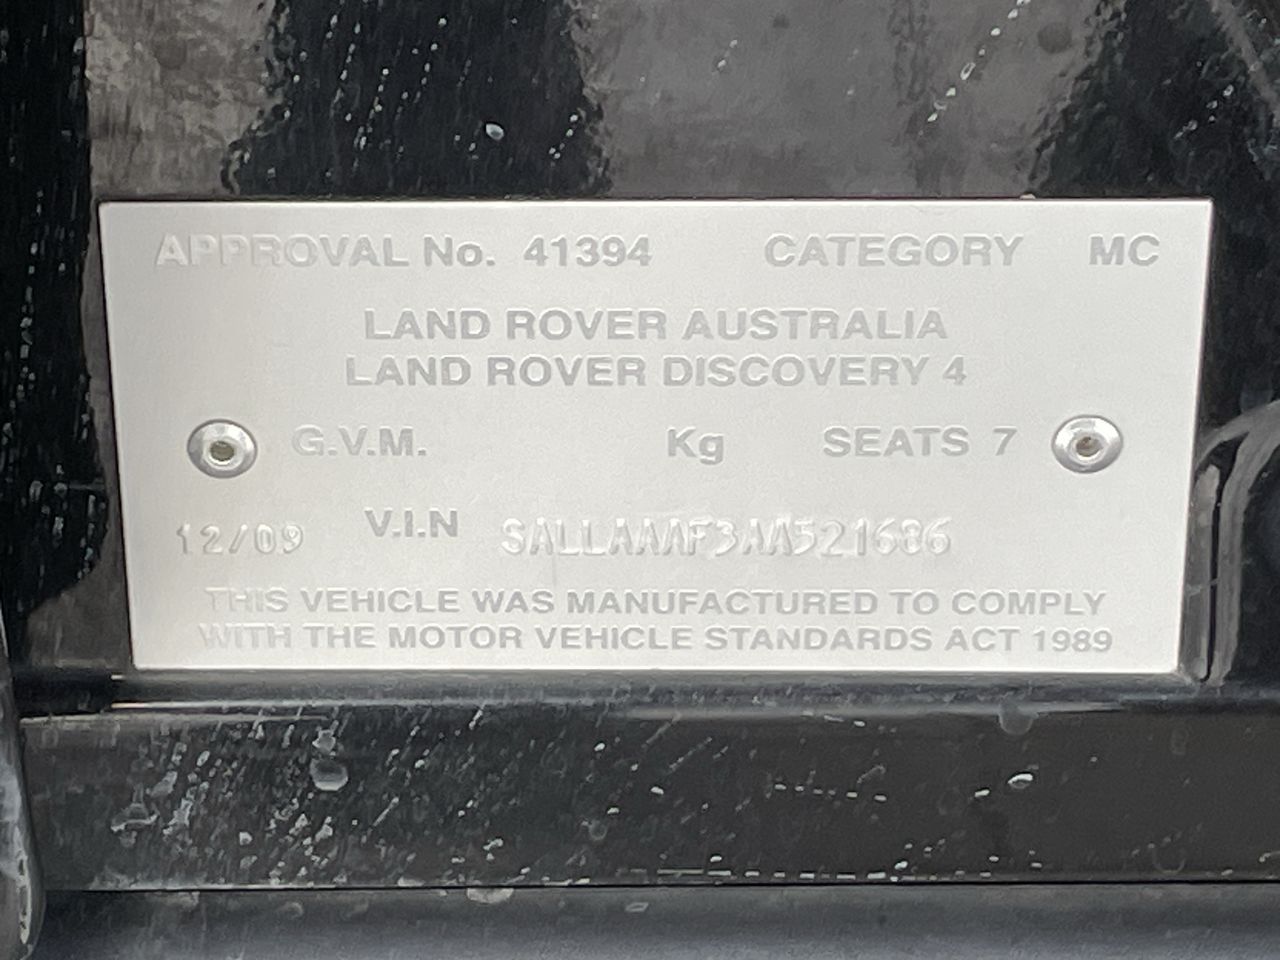 APPROVAL No. 41394 CATEGORY MC
LAND ROVER AUSTRALIA
LAND ROVER DISCOVERY 4
G.V.M. Kg SEATS 7
12/09 V.I.N SALLAAAF3AA521686
THIS VEHICLE WAS MANUFACTURED TO COMPLY
WITH THE MOTOR VEHICLE STANDARDS ACT 1989